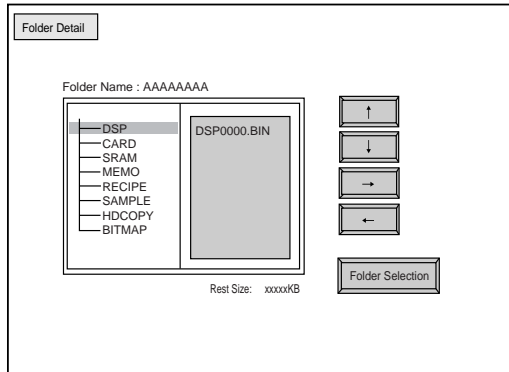 Folder Detail
Folder Name : AAAAAAAA
DSP
CARD
SRAM
MEMO
RECIPE
SAMPLE
HDCOPY
BITMAP
DSP0000.BIN
↑
↓
→
←
Folder Selection
Rest Size: xxxxxKB